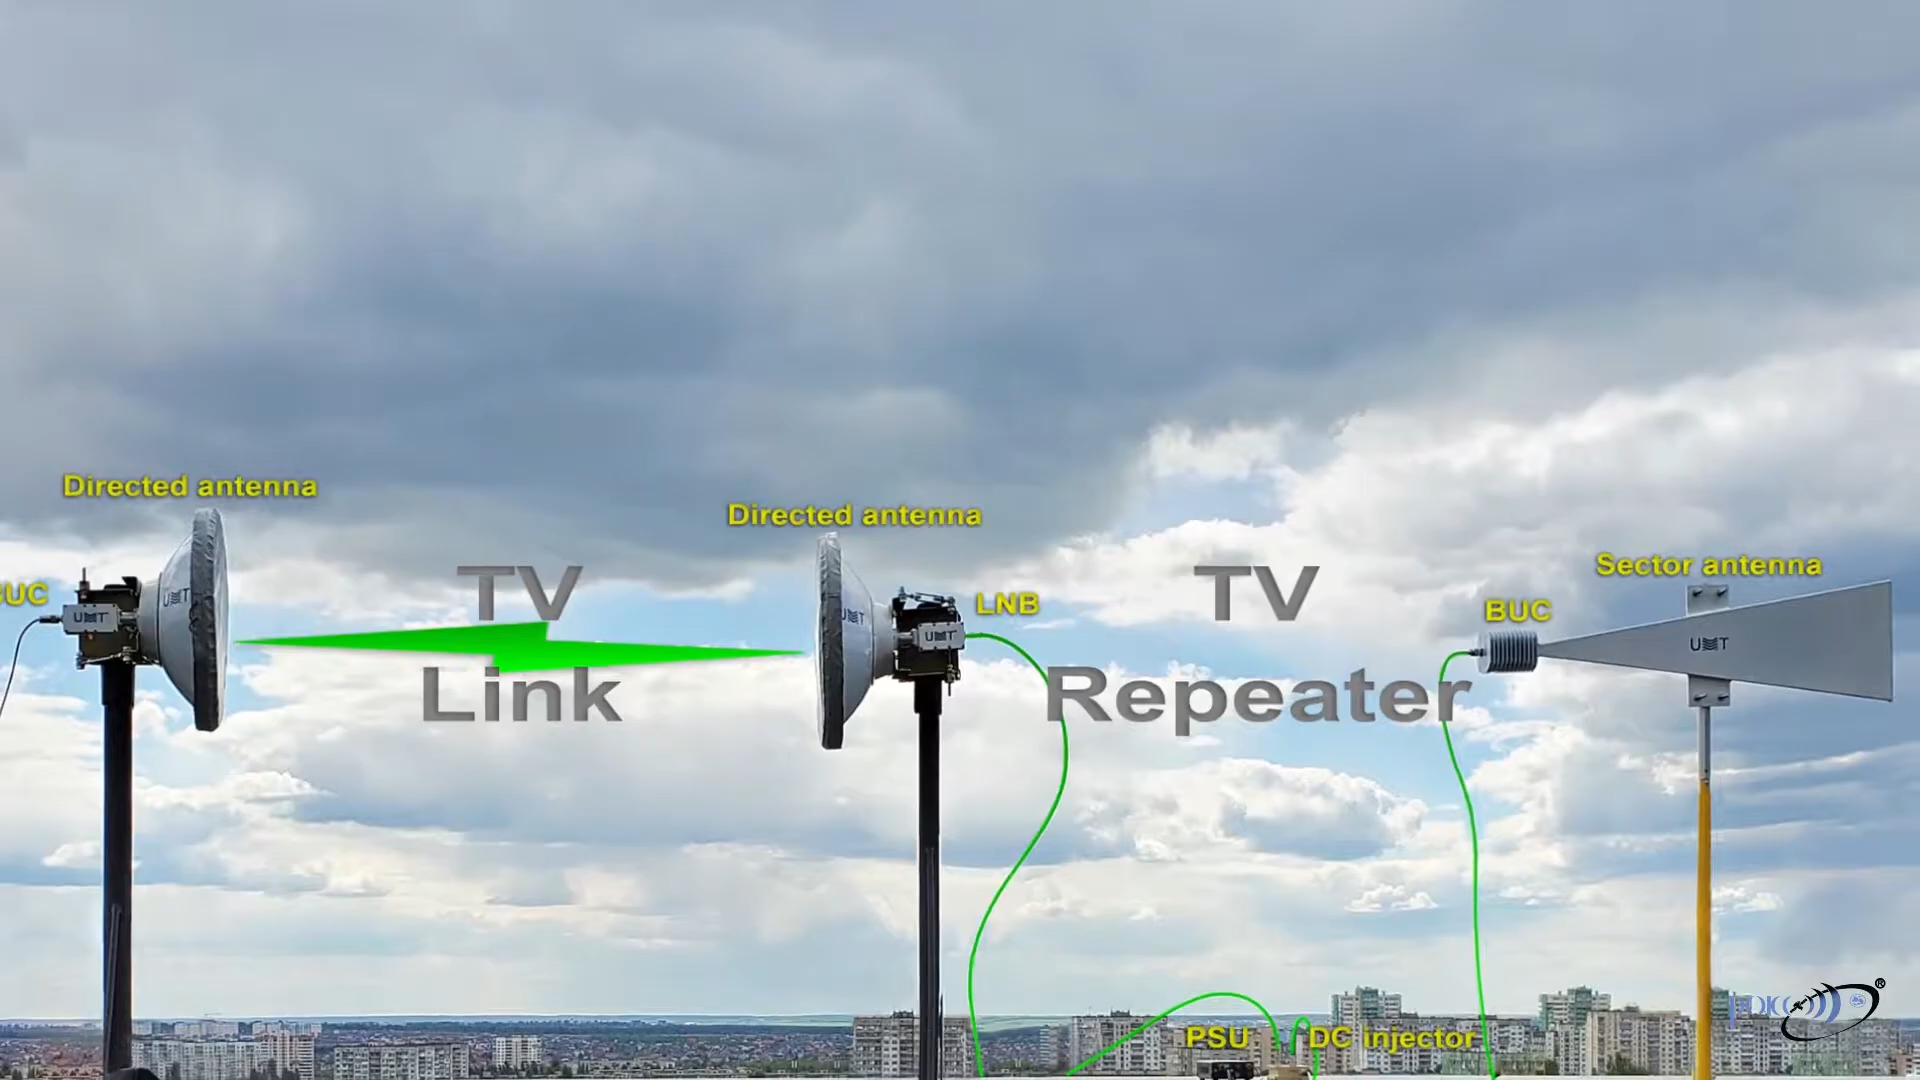 Directed antenna
Directed antenna
Sector antenna
LNB
BUC
TV
Link
TV
Repeater
UMT
UMT
UMT
UMT
UMT
PSU
DC injector